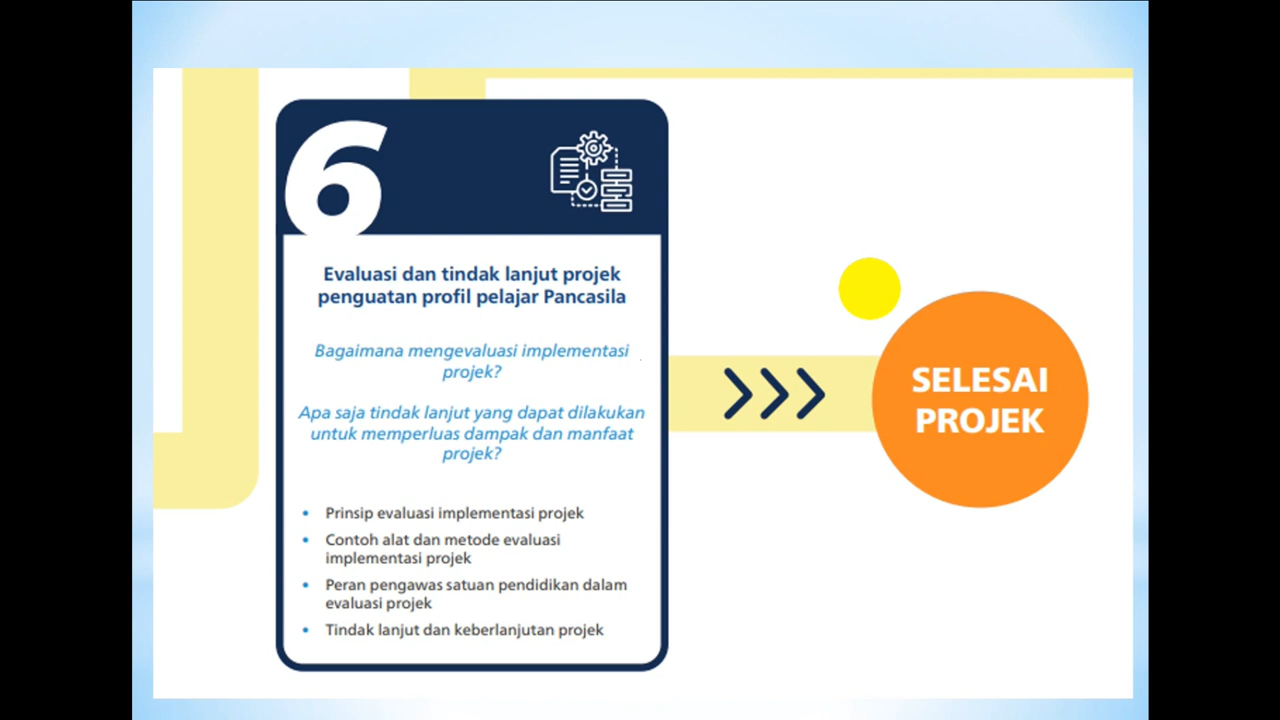 6
Evaluasi dan tindak lanjut projek
penguatan profil pelajar Pancasila
Bagaimana mengevaluasi implementasi
projek?
Apa saja tindak lanjut yang dapat dilakukan
untuk memperluas dampak dan manfaat
projek?
• Prinsip evaluasi implementasi projek
• Contoh alat dan metode evaluasi
implementasi projek
• Peran pengawas satuan pendidikan dalam
evaluasi projek
• Tindak lanjut dan keberlanjutan projek
SELESAI
PROJEK